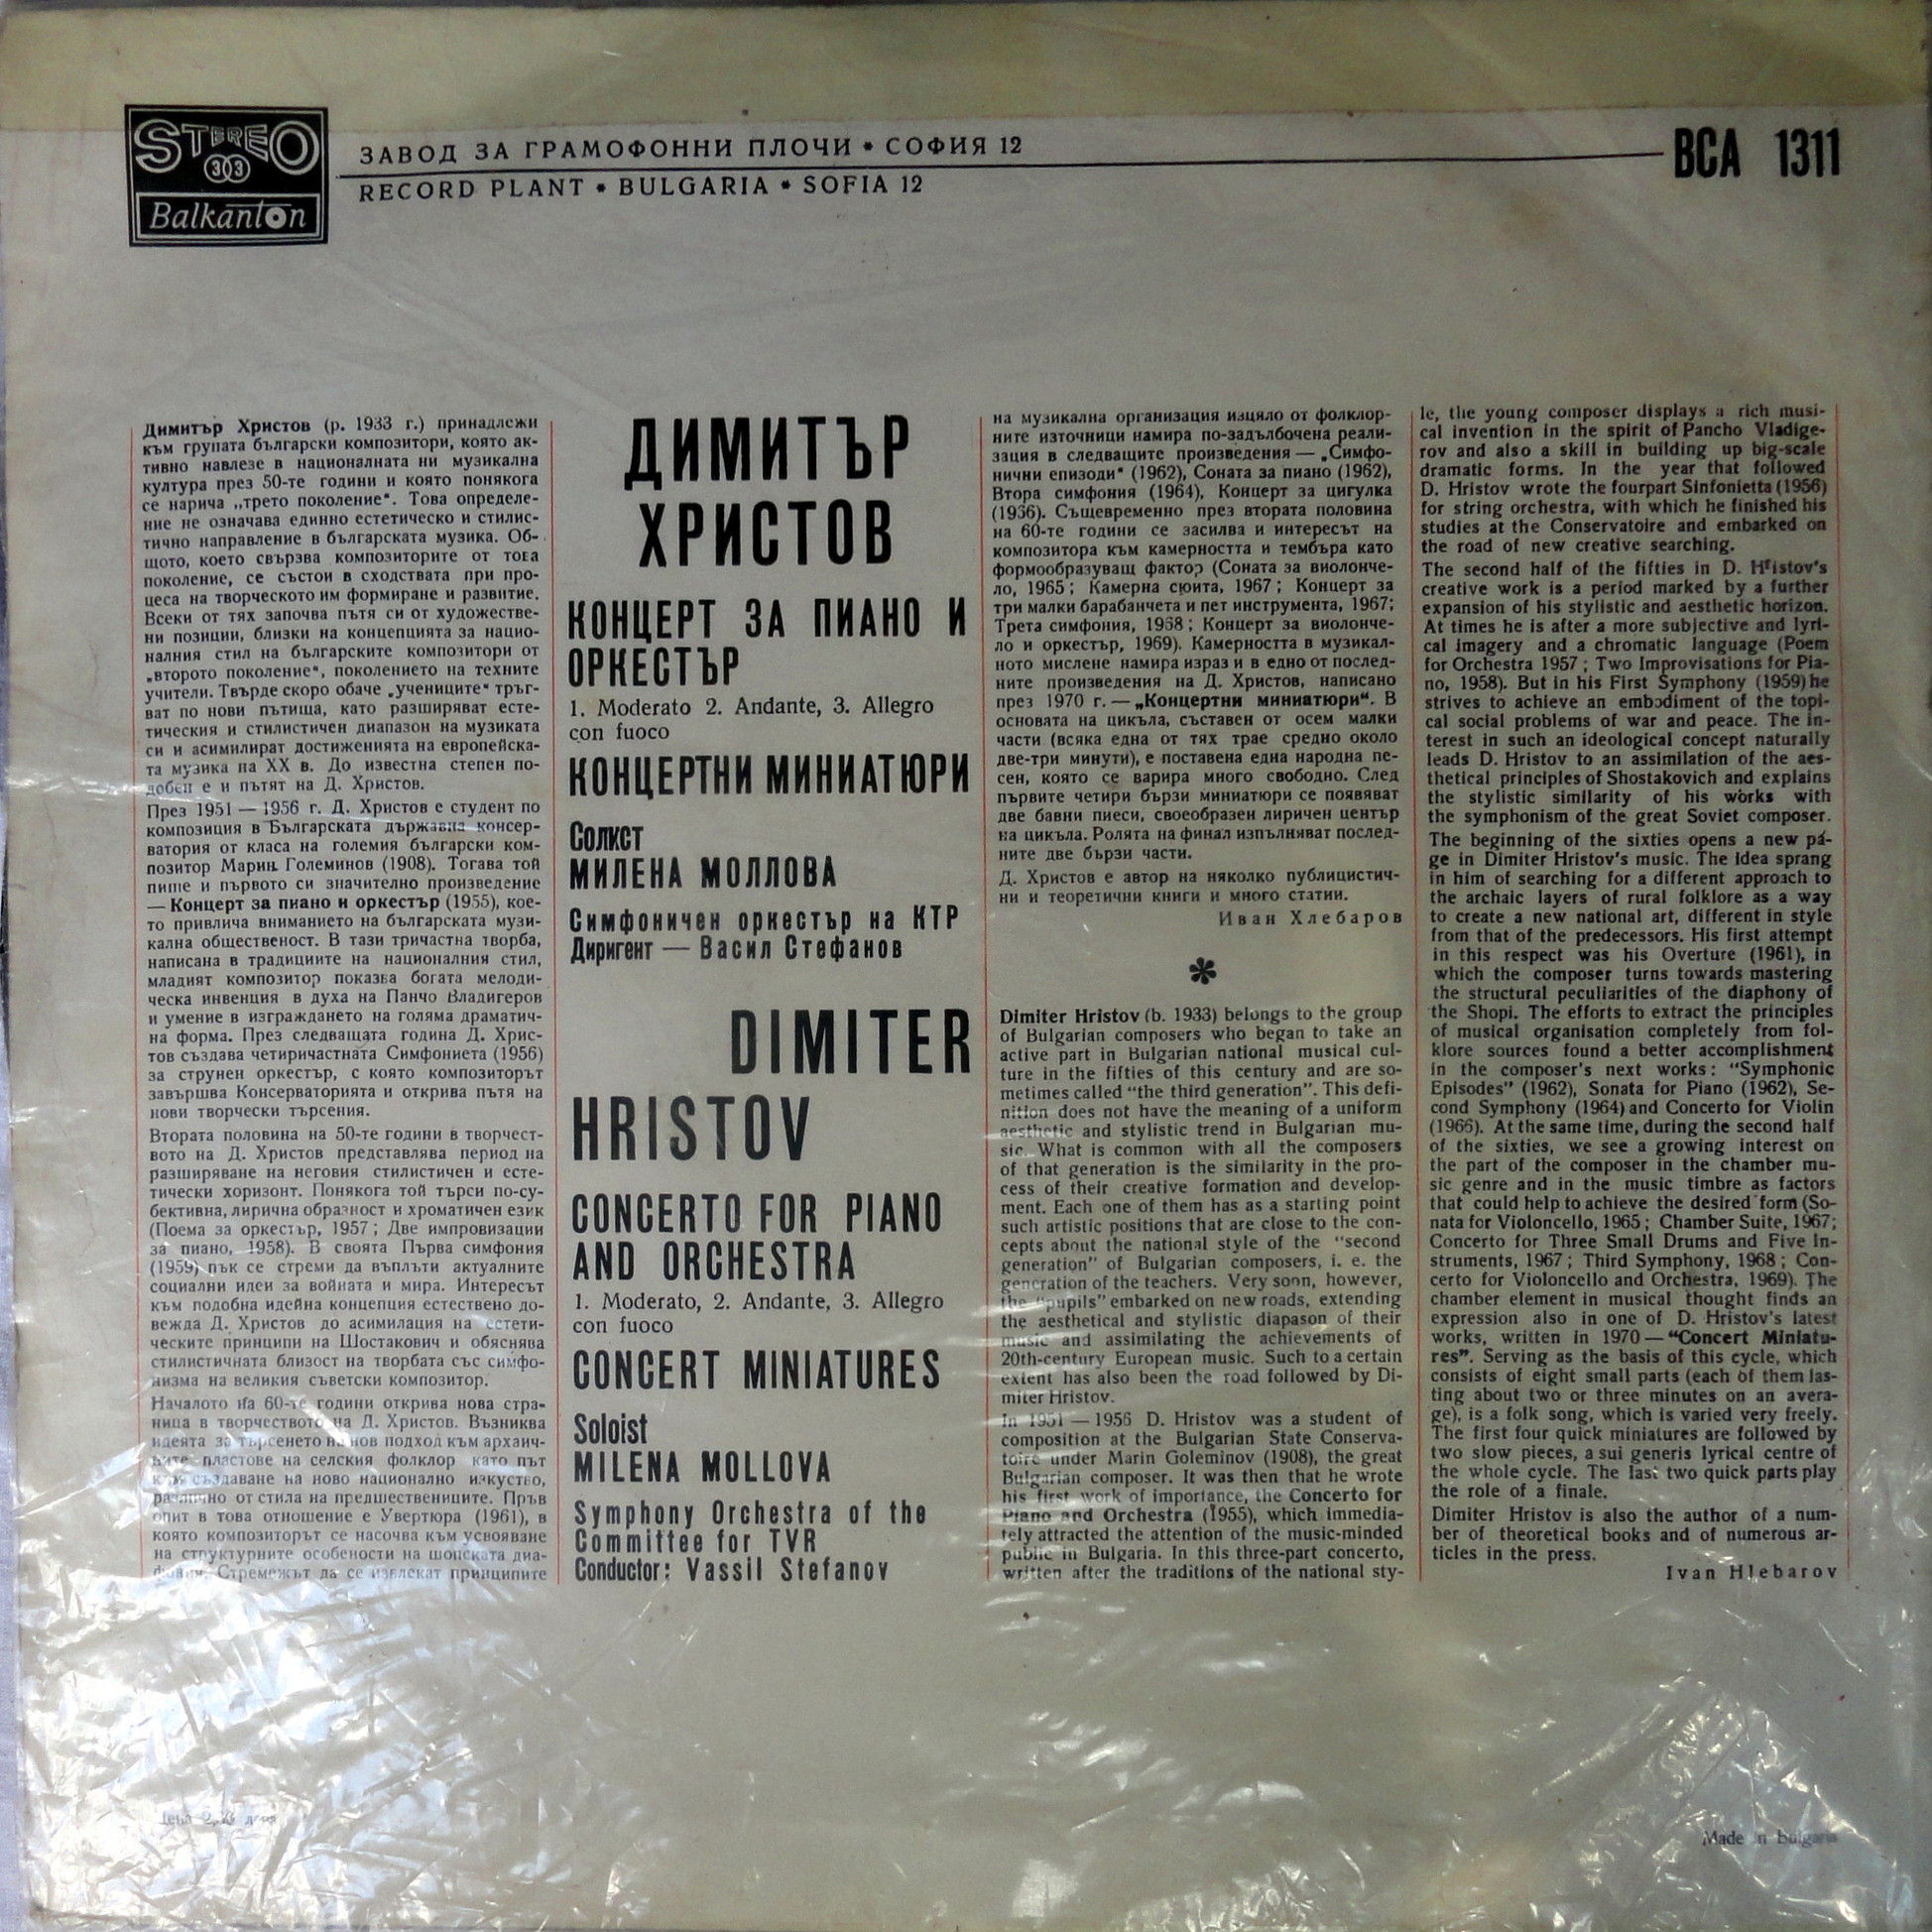 STEREO
33
Balkanton
ЗАВОД ЗА ГРАМОФОННИ ПЛОЧИ * СОФИЯ 12
RECORD PLANT * BULGARIA * SOFIA 12
ВСА 1311
Димитър Христов (р. 1933 г.) принадлежи
към групата български композитори, която ак-
тивно навлезе в националната ни музикална
култура през 50-те години и която понякога
се нарича „трето поколение“. Това определе-
ние не означава единно естетическо и стилис-
тично направление в българската музика. Об-
щото, което свързва композиторите от това
поколение, се състои в сходствата при про-
цеса на творческото им формиране и развитие.
Всеки от тях започва пътя си от художестве-
ни позиции, близки на концепцията за нацио-
налния стил на българските композитори от
„второто поколение“, поколението на техните
учители. Твърде скоро обаче „учениците“ тръг-
ват по нови пътища, като разширяват есте-
тическия и стилистичен диапазон на музиката
си и асимилират достиженията на европейска-
та музика на XX в. До известна степен по-
добен е и пътят на Д. Христов.
През 1951 — 1956 г. Д. Христов е студент по
композиция в Българската държавна консер-
ватория от класа на големия български ком-
позитор Марин Големинов (1908). Тогава той
пише и първото си значително произведение
— Концерт за пиано и оркестър (1955), кое-
то привлича вниманието на българската музи-
кална общественост. В тази тричастна творба,
написана в традициите на националния стил,
младият композитор показва богата мелоди-
ческа инвенция в духа на Панчо Владигеров
и умение в изграждането на голяма драматич-
на форма. През следващата година Д. Хрис-
тов създава четиричастната Симфониета (1956)
за струнен оркестър, с която композиторът
завършва Консерваторията и открива пътя на
нови творчески търсения.
Втората половина на 50-те години в творчест-
вото на Д. Христов представлява период на
разширяване на неговия стилистичен и есте-
тически хоризонт. Понякога той търси по-су-
бективна, лирична образност и хроматичен език
(Поема за оркестър, 1957 ; Две импровизации
за пиано, 1958). В своята Първа симфония
(1959) пък се стреми да въплъти актуалните
социални идеи за войната и мира. Интересът
към подобна идейна концепция естествено до-
вежда Д. Христов до асимилация на естети-
ческите принципи на Шостакович и обяснява
стилистичната близост на творбата със симфо-
низма на великия съветски композитор.
Началото на 60-те години открива нова стра-
ница в творчеството на Д. Христов. Възниква
идеята за търсенето на нов подход към архаич-
ните пластове на селския фолклор като път
към създаване на ново национално изкуство,
различно от стила на предшествениците. Пръв
опит в това отношение е Увертюра (1961), в
която композиторът се насочва към усвояване
на структурните особености на шопската диа-
фония. Стремежът да се извлекат принципите
ДИМИТЪР
ХРИСТОВ
КОНЦЕРТ ЗА ПИАНО И
ОРКЕСТЪР
1. Moderato 2. Andante, 3. Allegro
con fuoco
КОНЦЕРТНИ МИНИАТЮРИ
Солист
МИЛЕНА МОЛЛОВА
Симфоничен оркестър на КТР
Диригент — Васил Стефанов
DIMITER
HRISTOV
CONCERTO FOR PIANO
AND ORCHESTRA
1. Moderato, 2. Andante, 3. Allegro
con fuoco
CONCERT MINIATURES
Soloist
MILENA MOLLOVA
Symphony Orchestra of the
Committee for TVR
Conductor: Vassil Stefanov
на музикална организация изцяло от фолклор-
ните източници намира по-задълбочена реали-
зация в следващите произведения — „Симфо-
нични епизоди“ (1962), Соната за пиано (1962),
Втора симфония (1964), Концерт за цигулка
(1936). Същевременно през втората половина
на 60-те години се засилва и интересът на
композитора към камерността и тембъра като
формообразуващ фактор (Соната за виолонче-
ло, 1965 ; Камерна сюита, 1967 ; Концерт за
три малки барабанчета и пет инструмента, 1967;
Трета симфония, 1968 ; Концерт за виолонче-
ло и оркестър, 1969). Камерността в музикал-
ното мислене намира израз и в едно от послед-
ните произведения на Д. Христов, написано
през 1970 г. — „Концертни миниатюри“. В
основата на цикъла, съставен от осем малки
части (всяка една от тях трае средно около
две-три минути), е поставена една народна пе-
сен, която се варира много свободно. След
първите четири бързи миниатюри се появяват
две бавни пиеси, своеобразен лиричен център
на цикъла. Ролята на финал изпълняват послед-
ните две бързи части.
Д. Христов е автор на няколко публицистич-
ни и теоретични книги и много статии.
Иван Хлебаров
*
Dimiter Hristov (b. 1933) belongs to the group
of Bulgarian composers who began to take an
active part in Bulgarian national musical cul-
ture in the fifties of this century and are so-
metimes called “the third generation”. This defi-
nition does not have the meaning of a uniform
aesthetic and stylistic trend in Bulgarian mu-
sic. What is common with all the composers
of that generation is the similarity in the pro-
cess of their creative formation and develop-
ment. Each one of them has as a starting point
such artistic positions that are close to the con-
cepts about the national style of the “second
generation” of Bulgarian composers, i. e. the
generation of the teachers. Very soon, however,
the “pupils” embarked on new roads, extending
the aesthetical and stylistic diapason of their
music and assimilating the achievements of
20th-century European music. Such to a certain
extent has also been the road followed by Di-
miter Hristov.
In 1951 — 1956 D. Hristov was a student of
composition at the Bulgarian State Conserva-
toire under Marin Goleminov (1908), the great
Bulgarian composer. It was then that he wrote
his first work of importance, the Concerto for
Piano and Orchestra (1955), which immedia-
tely attracted the attention of the music-minded
public in Bulgaria. In this three-part concerto,
written after the traditions of the national sty-
le, the young composer displays a rich musi-
cal invention in the spirit of Pancho Vladige-
rov and also a skill in building up big-scale
dramatic forms. In the year that followed
D. Hristov wrote the fourpart Sinfonietta (1956)
for string orchestra, with which he finished his
studies at the Conservatoire and embarked on
the road of new creative searching.
The second half of the fifties in D. Hristov's
creative work is a period marked by a further
expansion of his stylistic and aesthetic horizon.
At times he is after a more subjective and lyri-
cal imagery and a chromatic language (Poem
for Orchestra 1957 ; Two Improvisations for Pia-
no, 1958). But in his First Symphony (1959) he
strives to achieve an embodiment of the topi-
cal social problems of war and peace. The in-
terest in such an ideological concept naturally
leads D. Hristov to an assimilation of the aes-
thetical principles of Shostakovich and explains
the stylistic similarity of his works with
the symphonism of the great Soviet composer.
The beginning of the sixties opens a new pa-
ge in Dimiter Hristov's music. The idea sprang
in him of searching for a different approach to
the archaic layers of rural folklore as a way
to create a new national art, different in style
from that of the predecessors. His first attempt
in this respect was his Overture (1961), in
which the composer turns towards mastering
the structural peculiarities of the diaphony of
the Shopi. The efforts to extract the principles
of musical organisation completely from fol-
klore sources found a better accomplishment
in the composer's next works : “Symphonic
Episodes” (1962), Sonata for Piano (1962), Se-
cond Symphony (1964) and Concerto for Violin
(1966). At the same time, during the second half
of the sixties, we see a growing interest on
the part of the composer in the chamber mu-
sic genre and in the music timbre as factors
that could help to achieve the desired form (So-
nata for Violoncello, 1965 ; Chamber Suite, 1967;
Concerto for Three Small Drums and Five In-
struments, 1967 ; Third Symphony, 1968 ; Con-
certo for Violoncello and Orchestra, 1969). The
chamber element in musical thought finds an
expression also in one of D. Hristov's latest
works, written in 1970 — “Concert Miniatu-
res”. Serving as the basis of this cycle, which
consists of eight small parts (each of them las-
ting about two or three minutes on an avera-
ge), is a folk song, which is varied very freely.
The first four quick miniatures are followed by
two slow pieces, a sui generis lyrical centre of
the whole cycle. The last two quick parts play
the role of a finale.
Dimiter Hristov is also the author of a num-
ber of theoretical books and of numerous ar-
ticles in the press.
Ivan Hlebarov
Цена
Made in Bulgaria